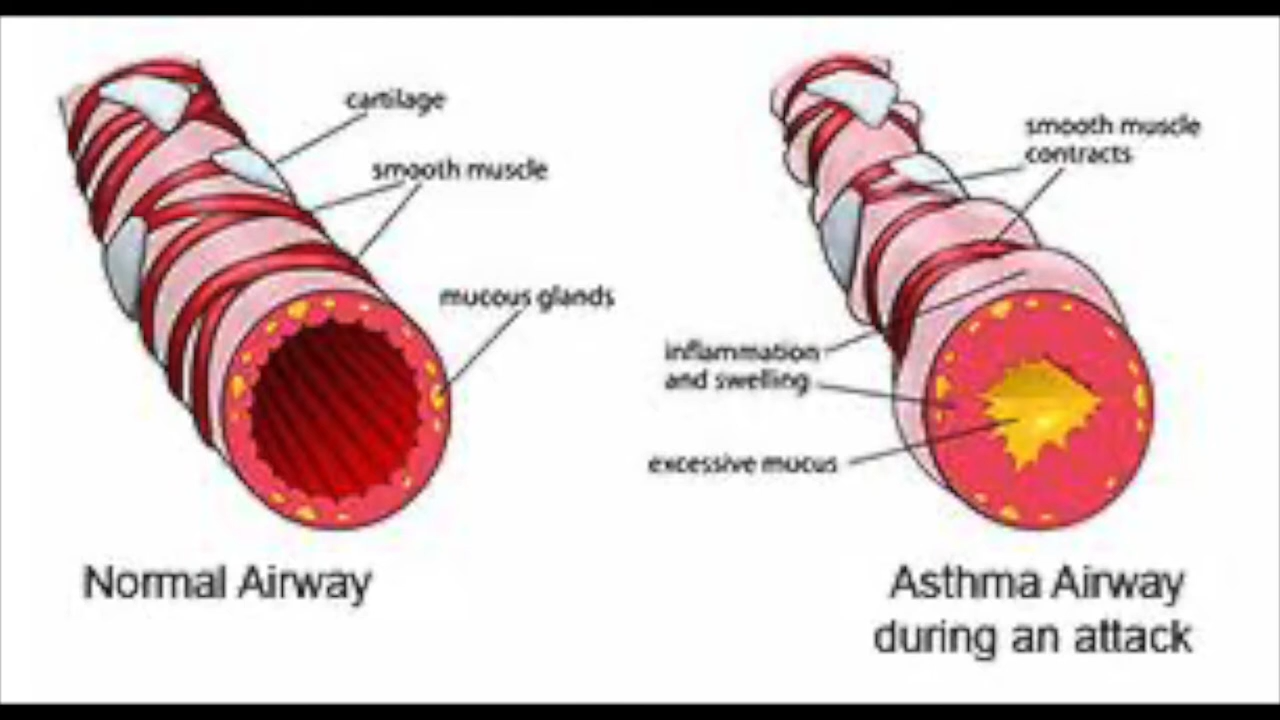 cartilage
smooth muscle
mucous glands
Normal Airway
smooth muscle
contracts
inflammation
and swelling
excessive mucus
Asthma Airway
during an attack